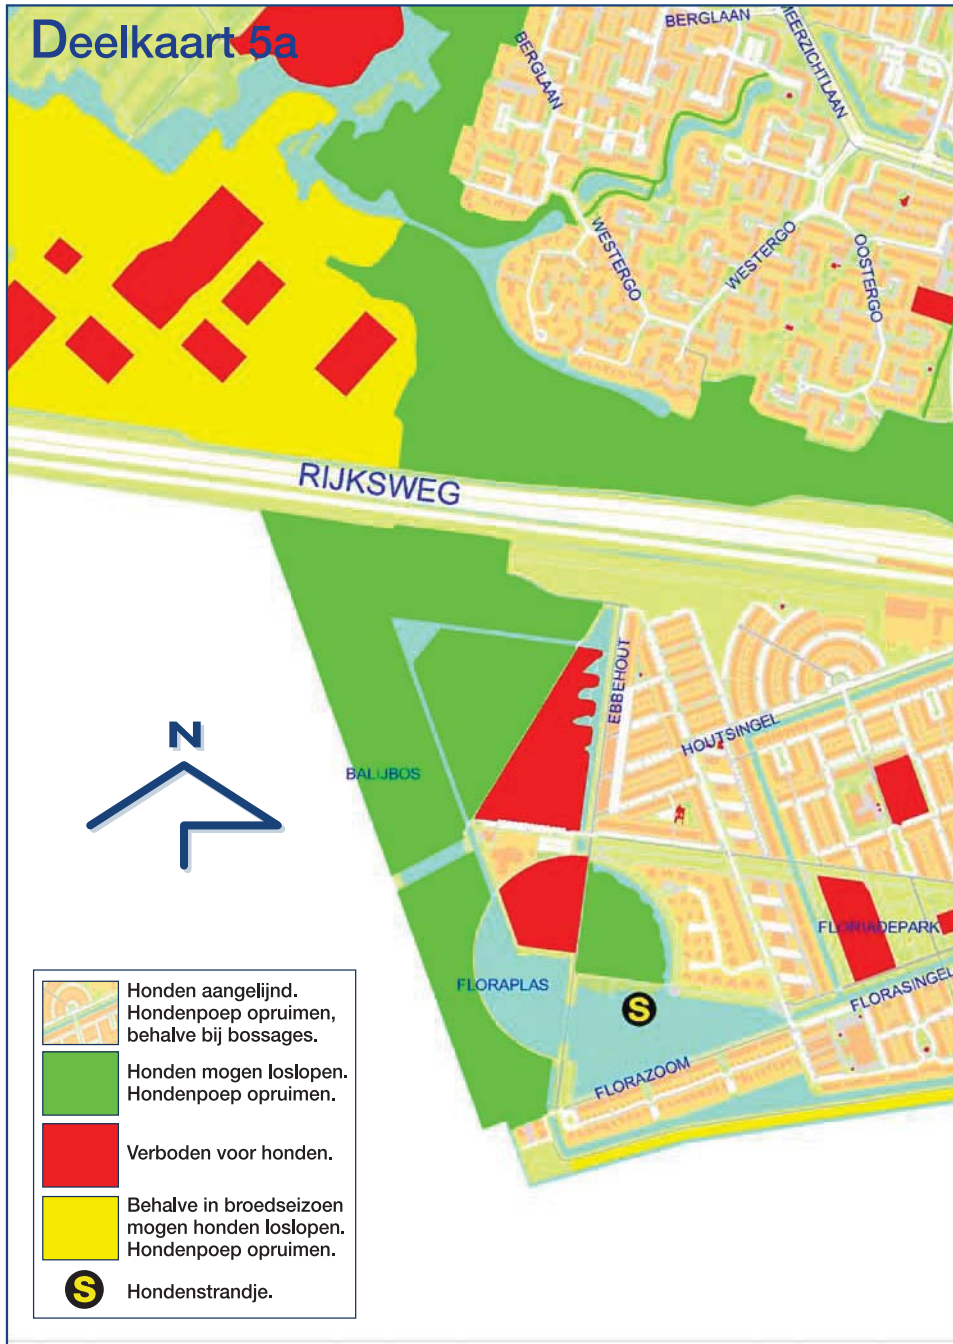 Deelkaart 5a
BERGLAAN
BERGLAAN
MEERZICHTLAAN
WESTERGO
WESTERGO
OOSTERGO
RIJKSWEG
EBBEHOUT
HOUTSINGEL
N
BALIJBOS
FLORIADEPARK
FLORAPLAS
FLORASINGEL
S
FLORAZOOM
Honden aangelijnd.
Hondenpoep opruimen,
behalve bij bossages.
Honden mogen loslopen.
Hondenpoep opruimen.
Verboden voor honden.
Behalve in broedseizoen
mogen honden loslopen.
Hondenpoep opruimen.
S Hondenstrandje.